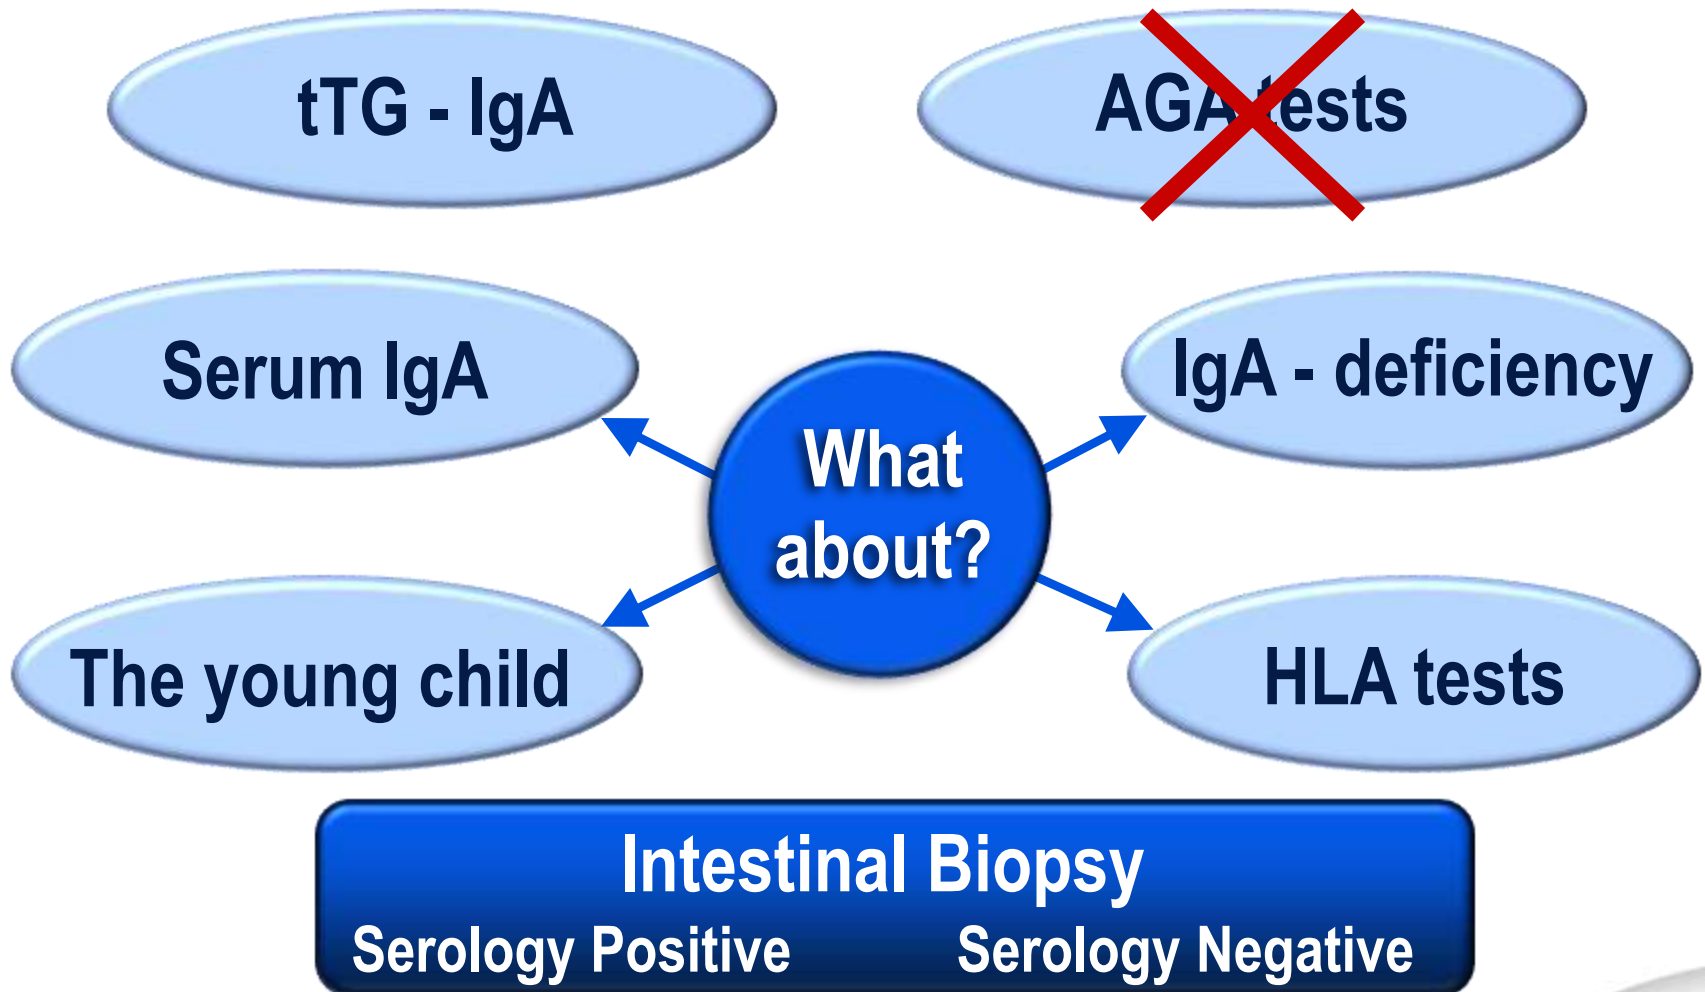 tTG - IgA
AGA tests
Serum IgA
IgA - deficiency
What
about?
The young child
HLA tests
Intestinal Biopsy
Serology Positive
Serology Negative